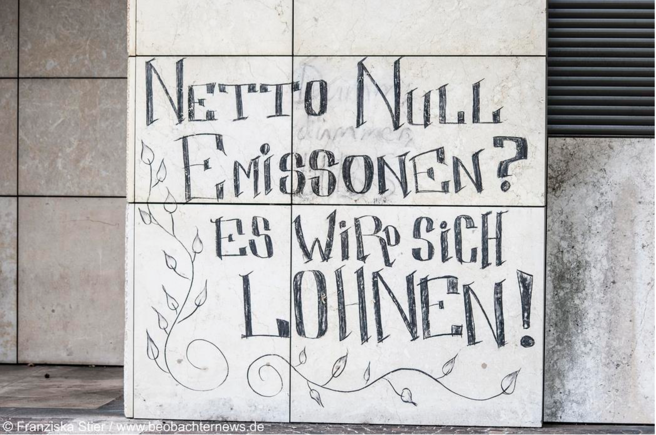 NETTO NULL
EMISSONEN?
ES WIRD SICH
LOHNEN!
© Franziska Stier / www.beobachternews.de